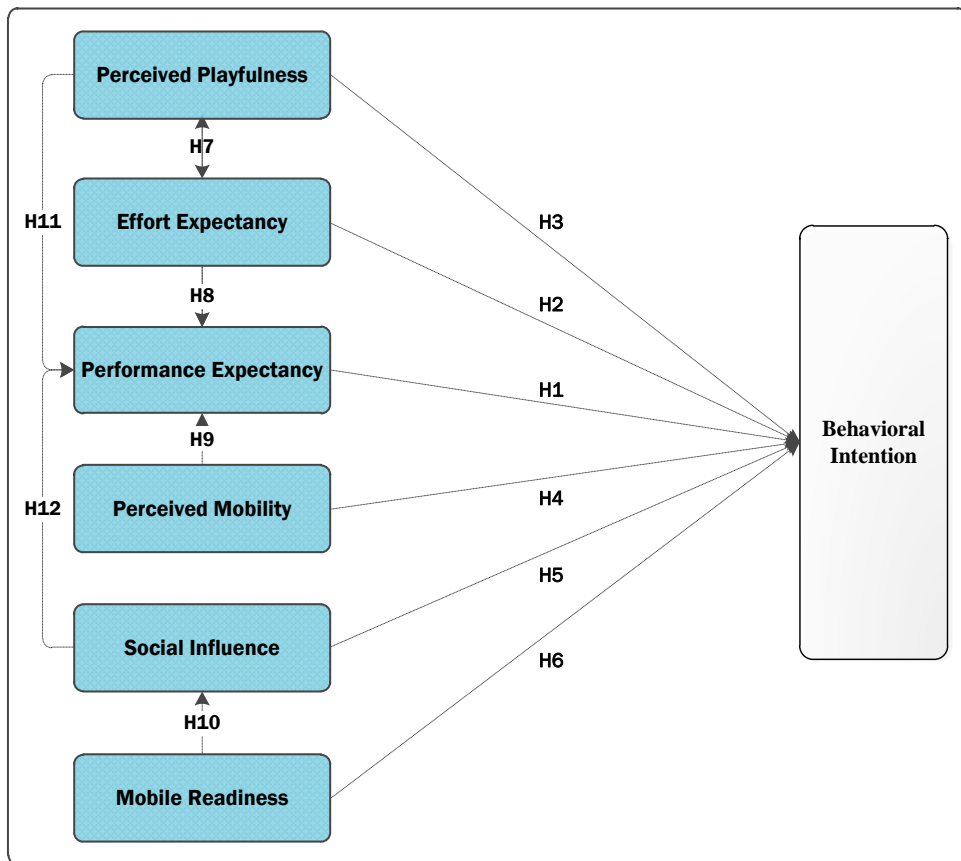 Perceived Playfulness
H7
Effort Expectancy
H11
H3
H8
H2
Performance Expectancy
H1
Behavioral
Intention
H9
Perceived Mobility
H4
H12
H5
Social Influence
H6
H10
Mobile Readiness